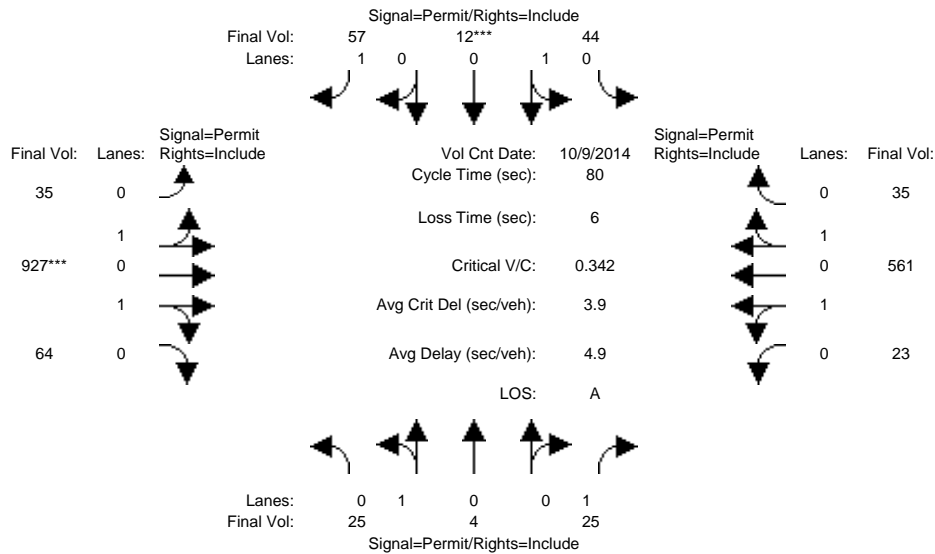 Signal=Permit/Rights=Include
Final Vol: 57 12*** 44
Lanes: 1 0 0 1 0
Signal=Permit
Final Vol: Lanes: Rights=Include
Vol Cnt Date: 10/9/2014
Signal=Permit
Rights=Include Lanes: Final Vol:
Cycle Time (sec): 80
35 0
0 35
Loss Time (sec): 6
1
1
927*** 0
Critical V/C: 0.342
0 561
1
Avg Crit Del (sec/veh): 3.9
1
64 0
Avg Delay (sec/veh): 4.9
0 23
LOS: A
Lanes: 0 1 0 0 1
Final Vol: 25 4 25
Signal=Permit/Rights=Include